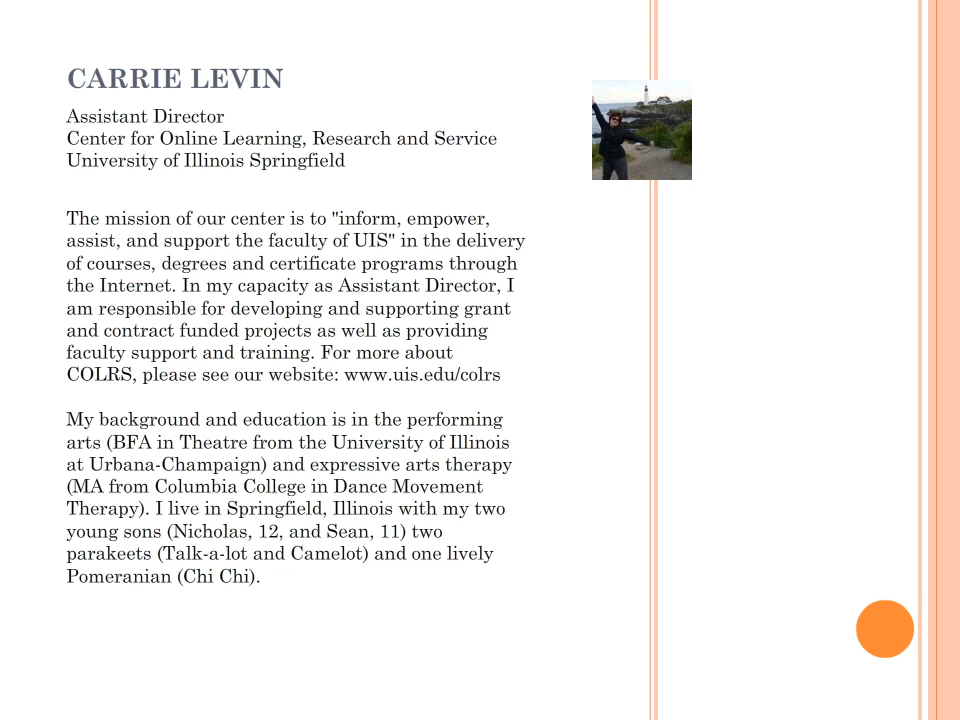 CARRIE LEVIN
Assistant Director
Center for Online Learning, Research and Service
University of Illinois Springfield
The mission of our center is to "inform, empower,
assist, and support the faculty of UIS" in the delivery
of courses, degrees and certificate programs through
the Internet. In my capacity as Assistant Director, I
am responsible for developing and supporting grant
and contract funded projects as well as providing
faculty support and training. For more about
COLRS, please see our website: www.uis.edu/colrs
My background and education is in the performing
arts (BFA in Theatre from the University of Illinois
at Urbana-Champaign) and expressive arts therapy
(MA from Columbia College in Dance Movement
Therapy). I live in Springfield, Illinois with my two
young sons (Nicholas, 12, and Sean, 11) two
parakeets (Talk-a-lot and Camelot) and one lively
Pomeranian (Chi Chi).